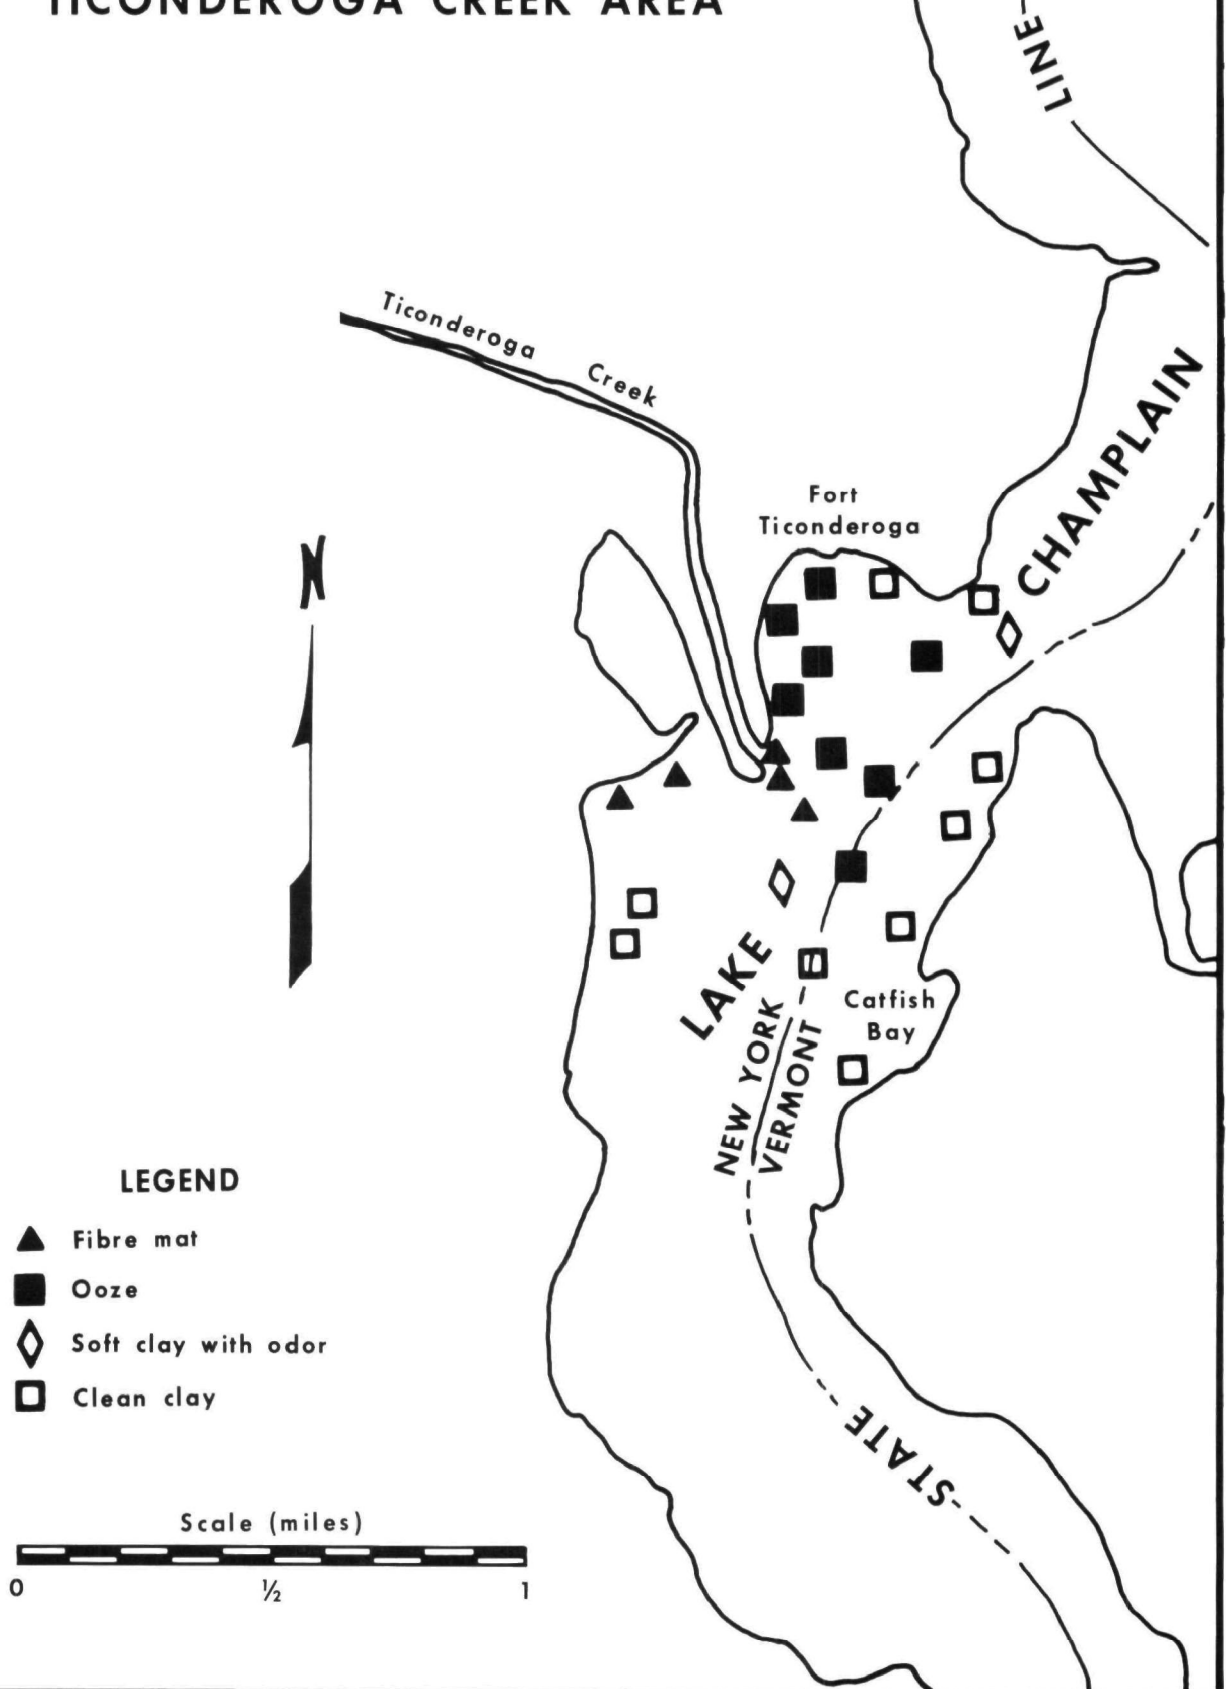 TICONDEROGA CREEK AREA
LINE
Ticonderoga Creek
CHAMPLAIN
Fort
Ticonderoga
N
LAKE
Catfish
Bay
NEW YORK
VERMONT
LEGEND
Fibre mat
Ooze
Soft clay with odor
Clean clay
STATE
Scale (miles)
0 ½ 1